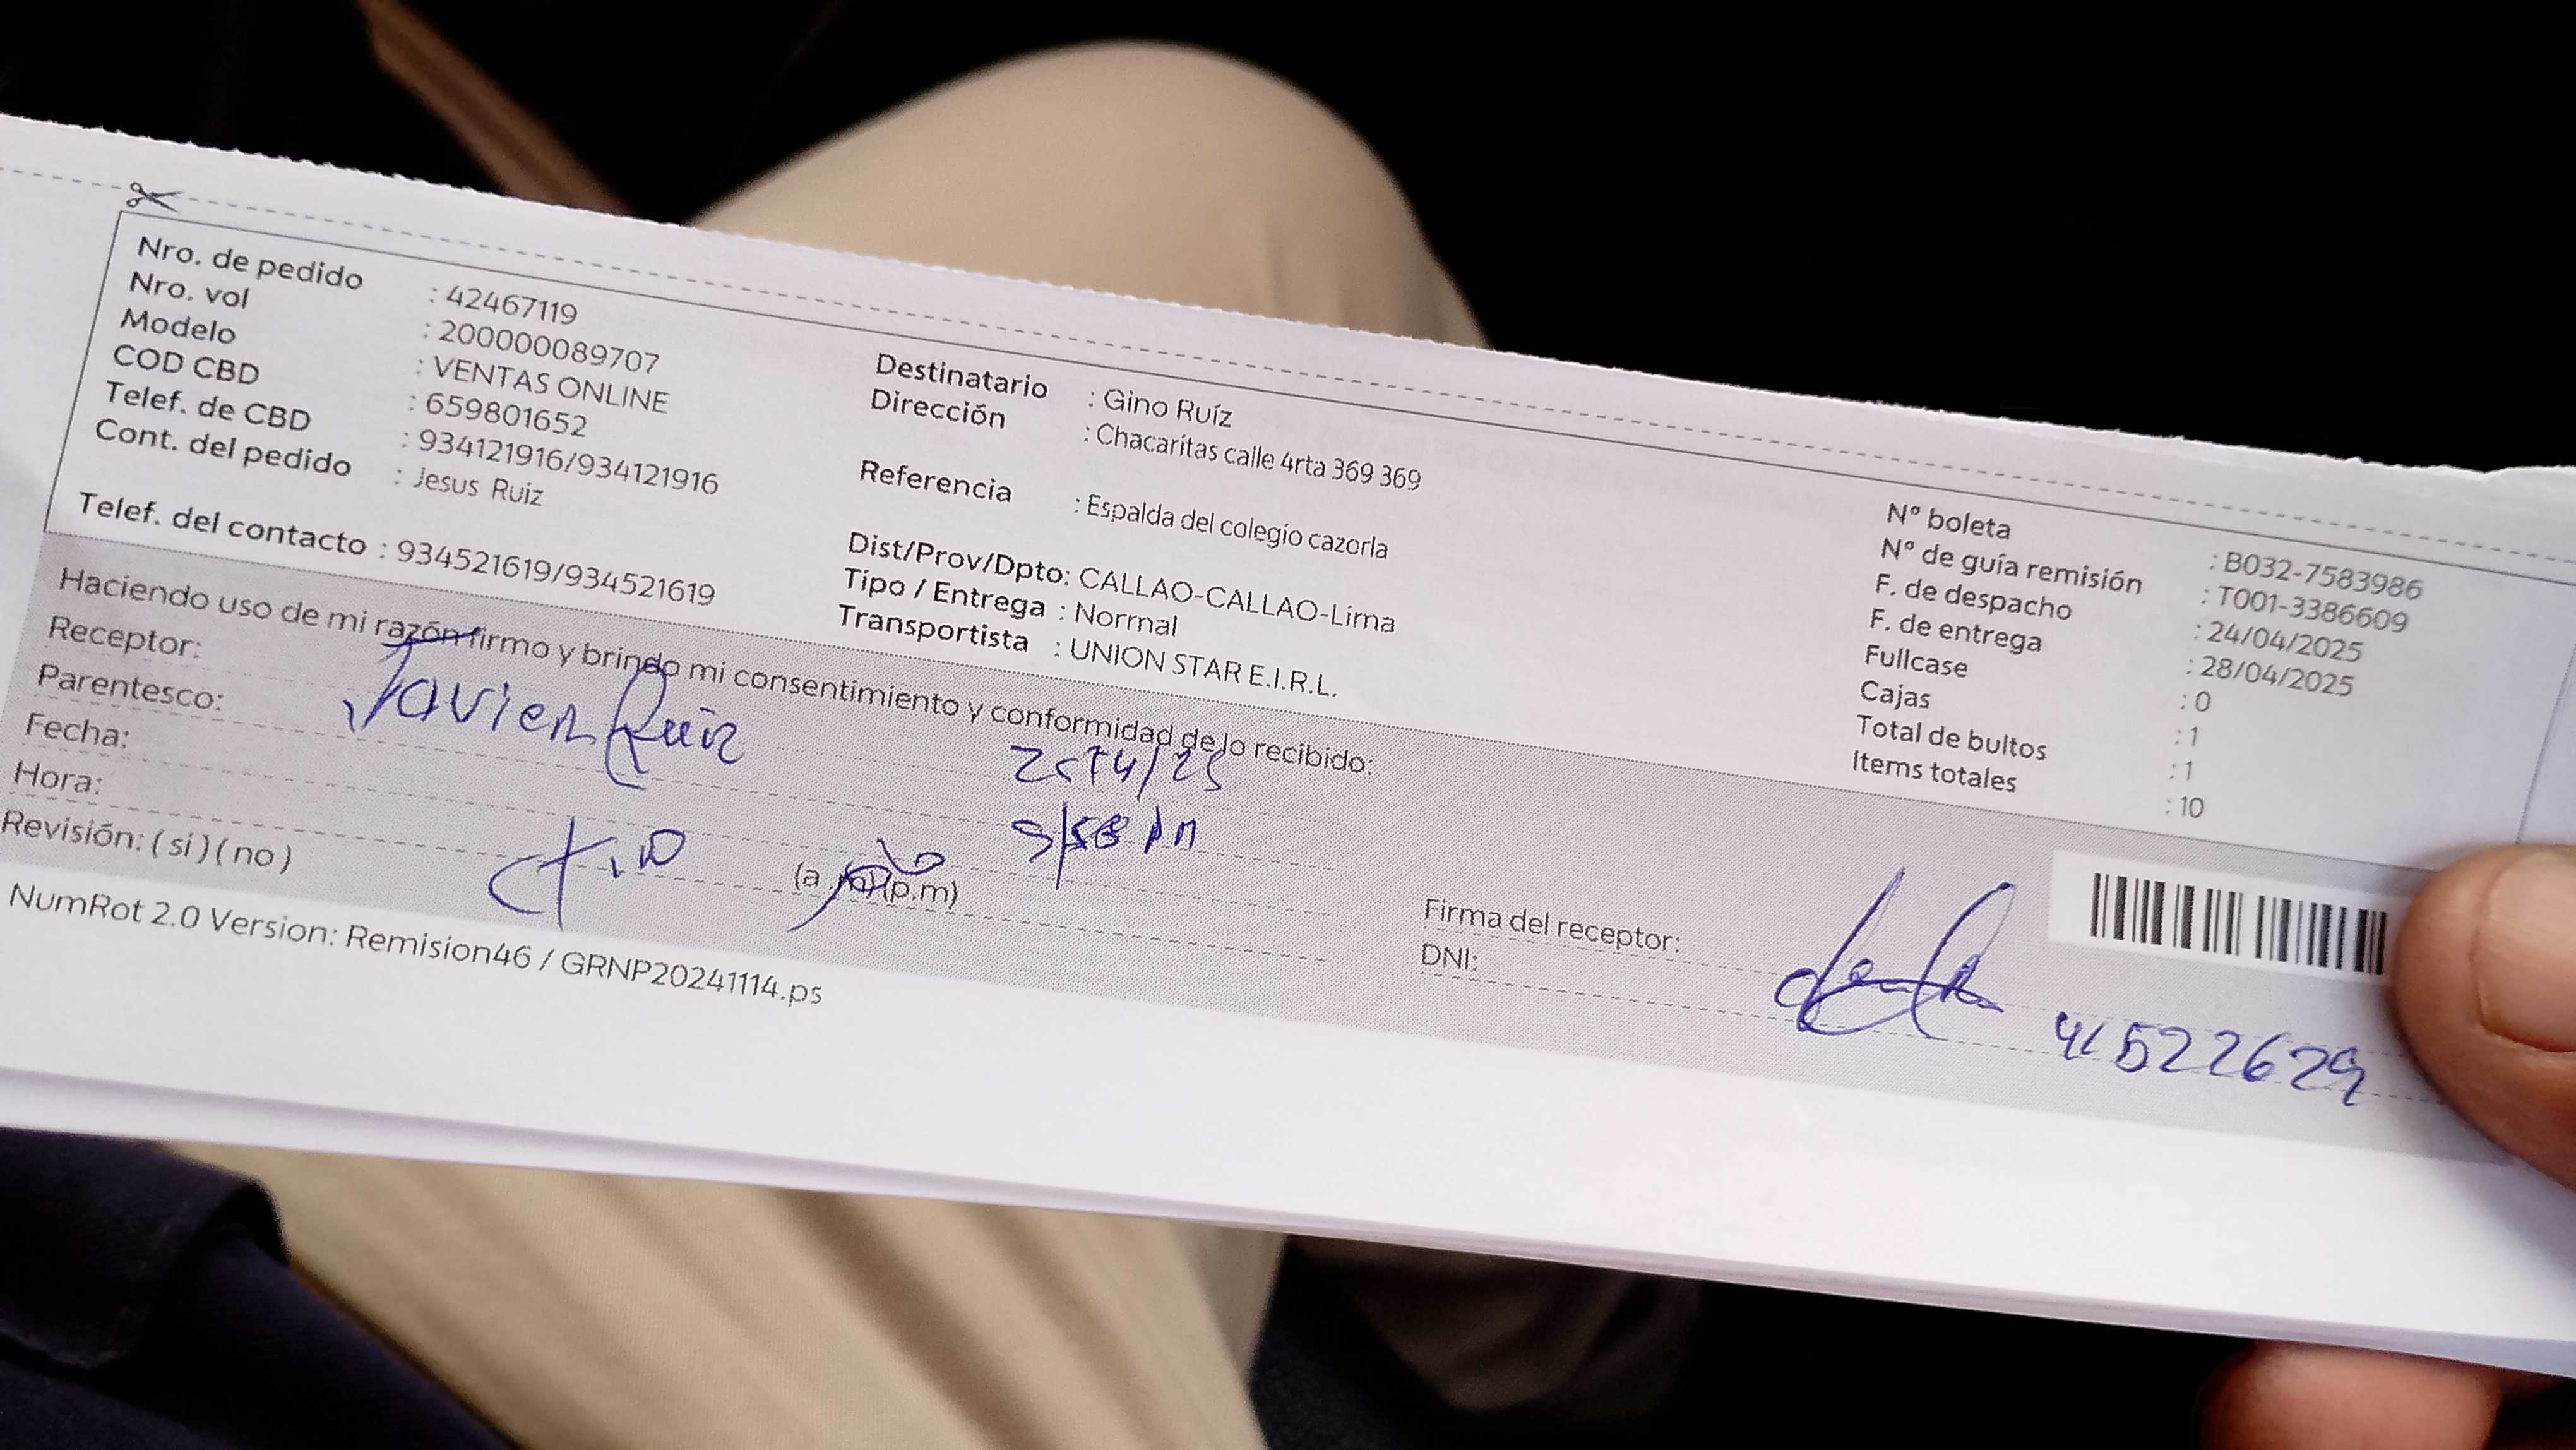 Nro. de pedido : 42467119
Nro. vol : 200000089707
Modelo : VENTAS ONLINE
COD CBD : 659801652
Telef. de CBD : 934121916/934121916
Cont. del pedido : Jesus Ruiz
Telef. del contacto : 934521619/934521619
Destinatario : Gino Ruíz
Dirección : Chacaritas calle 4rta 369 369
Referencia : Espalda del colegio cazorla
Dist/Prov/Dpto: CALLAO-CALLAO-Lima
Tipo / Entrega : Normal
Transportista : UNION STAR E.I.R.L.
N° boleta : B032-7583986
N° de guía remisión : T001-3386609
F. de despacho : 24/04/2025
F. de entrega : 28/04/2025
Fullcase : 0
Cajas : 1
Total de bultos : 1
Items totales : 10
Haciendo uso de mi razón firmo y brindo mi consentimiento y conformidad de lo recibido:
Receptor: Javier Ruiz
Parentesco:
Fecha:
Hora: (a.m) (p.m)
Revisión: ( si ) ( no )
Firma del receptor:
DNI: 41522629
NumRot 2.0 Version: Remision46 / GRNP20241114.ps